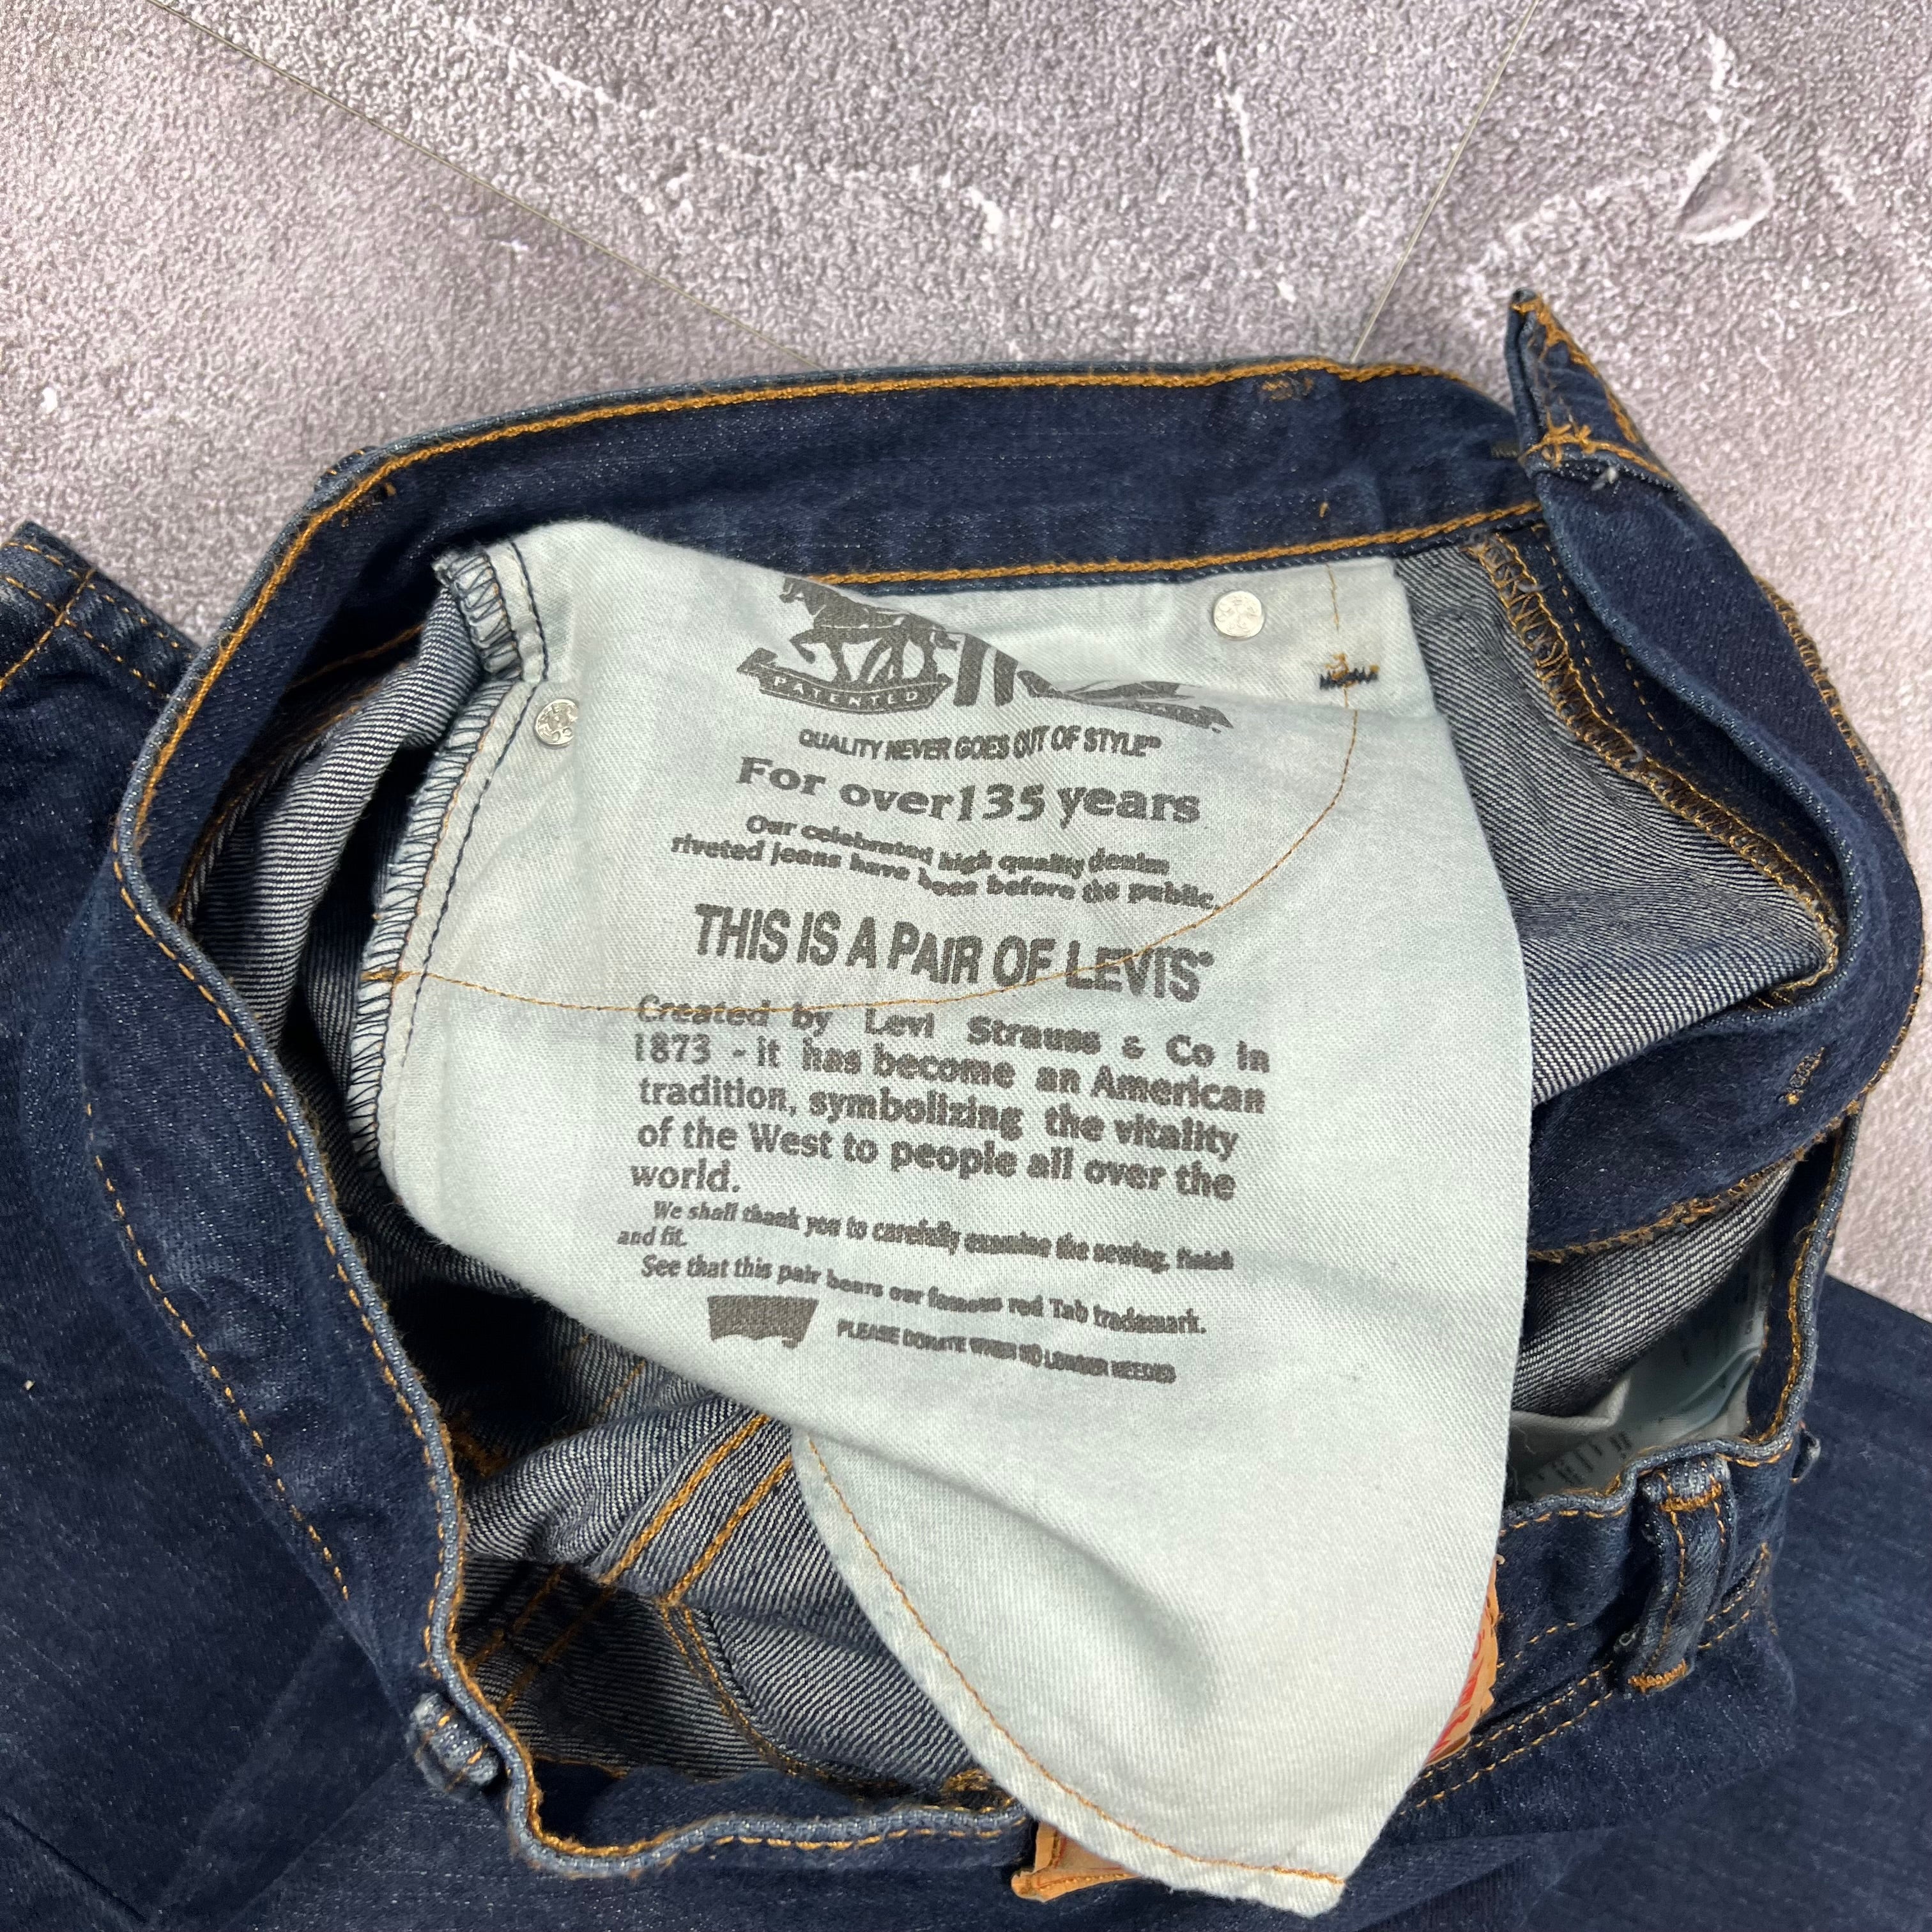 PATENTED
QUALITY NEVER GOES OUT OF STYLE®
For over135 years
Our celebrated high quality denim
riveted jeans have been before the public.
THIS IS A PAIR OF LEVI'S®
Created by Levi Strauss & Co in
1873 - it has become an American
tradition, symbolizing the vitality
of the West to people all over the
world.
We shall thank you to carefully examine the sewing, finish
and fit.
See that this pair bears our famous red Tab trademark.
PLEASE DONATE WHEN NO LONGER NEEDED